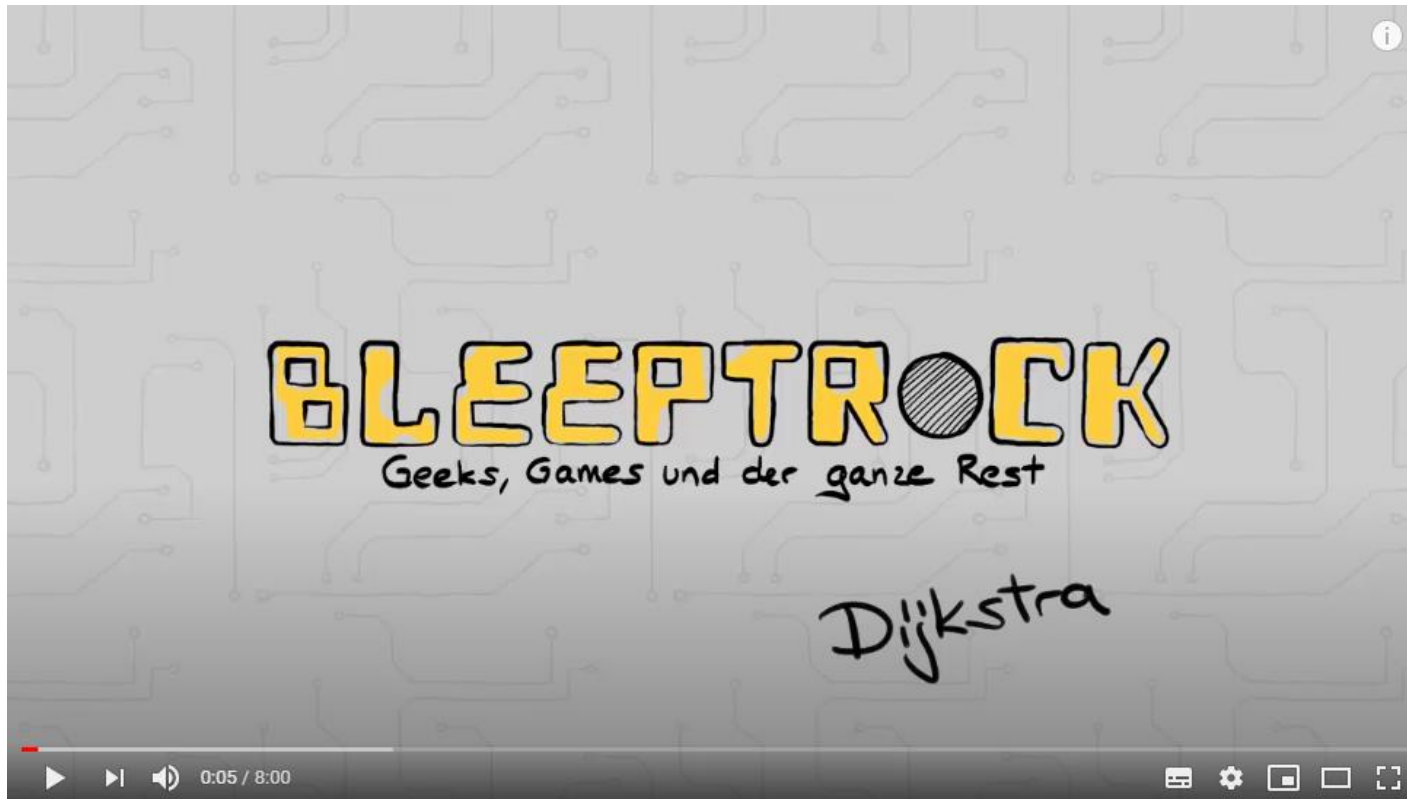 i
BLEEPTROCK
Geeks, Games und der ganze Rest
Dijkstra
0:05 / 8:00